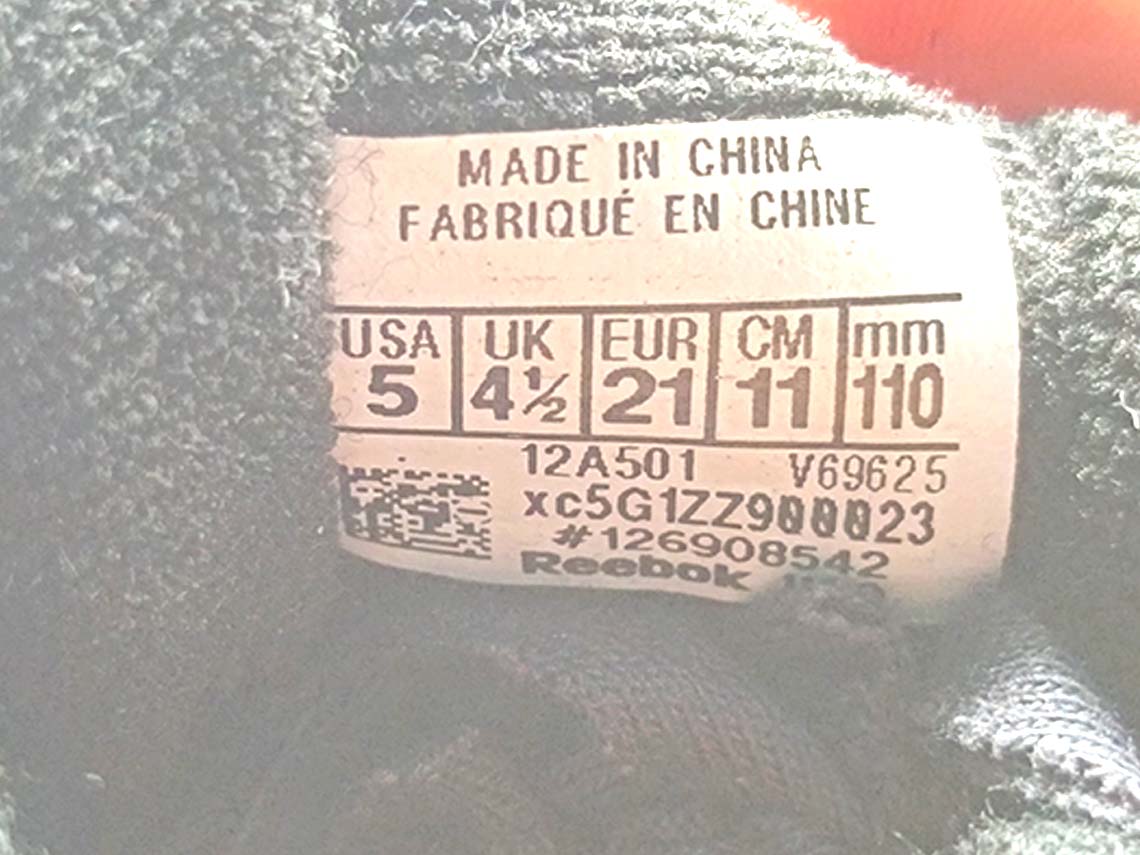 MADE IN CHINA
FABRIQUÉ EN CHINE
USA UK EUR CM mm
5 4½ 21 11 110
12A501 V69625
xc5G1ZZ9000023
#126908542
Reebok